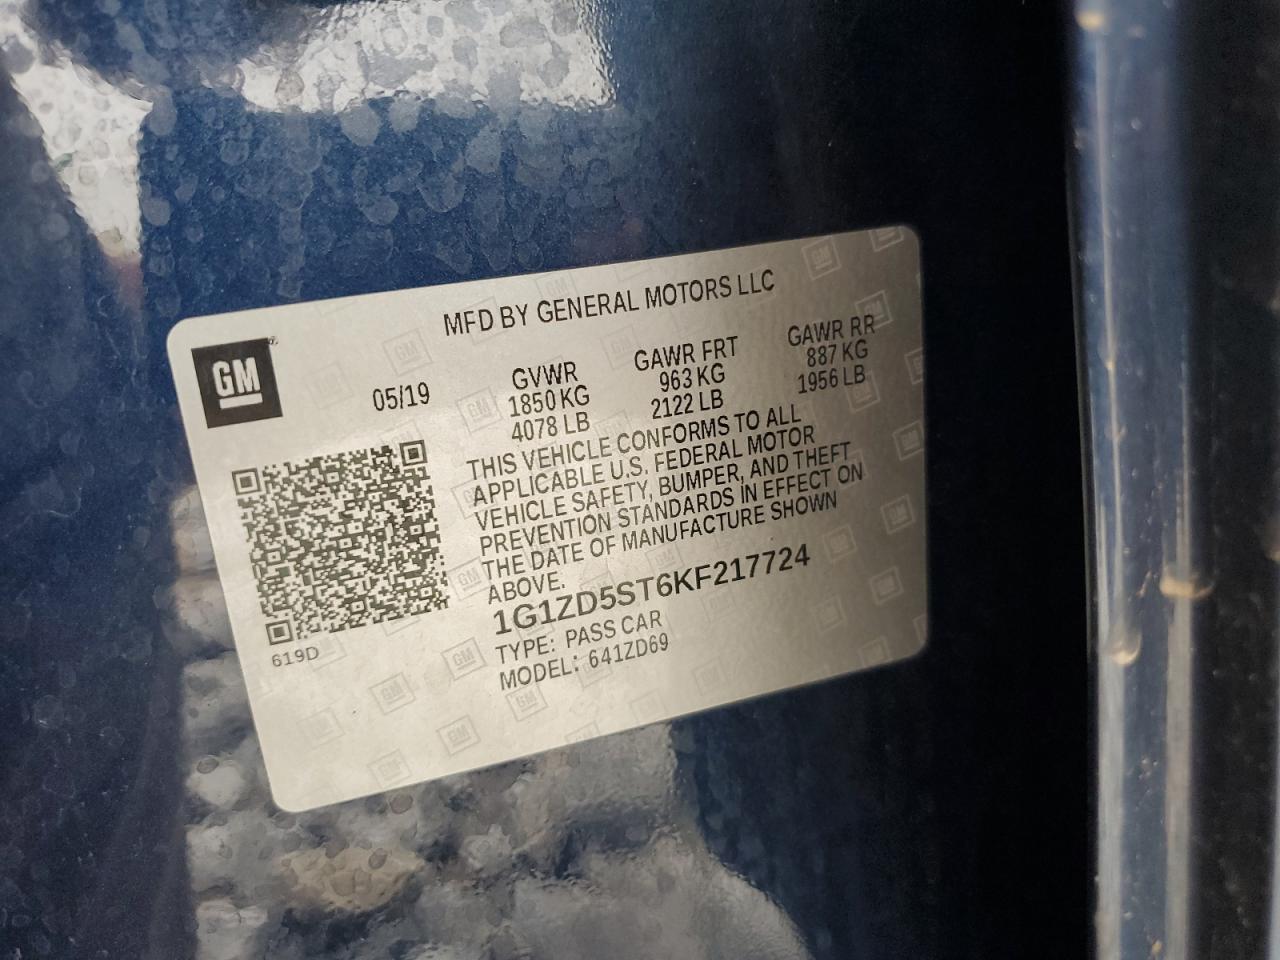 MFD BY GENERAL MOTORS LLC
GM
05/19
GVWR
1850 KG
4078 LB
GAWR FRT
963 KG
2122 LB
GAWR RR
887 KG
1956 LB
THIS VEHICLE CONFORMS TO ALL
APPLICABLE U.S. FEDERAL MOTOR
VEHICLE SAFETY, BUMPER, AND THEFT
PREVENTION STANDARDS IN EFFECT ON
THE DATE OF MANUFACTURE SHOWN
ABOVE.
1G1ZD5ST6KF217724
TYPE: PASS CAR
MODEL: 641ZD69
619D